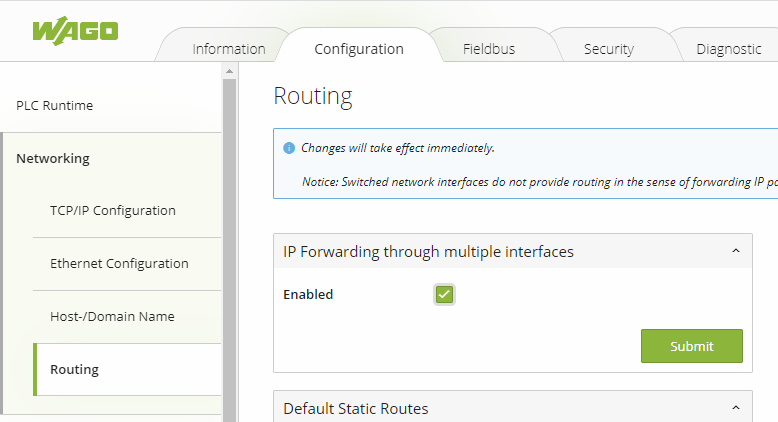 WAGO
Information
Configuration
Fieldbus
Security
Diagnostic
PLC Runtime
Networking
TCP/IP Configuration
Ethernet Configuration
Host-/Domain Name
Routing
Routing
Changes will take effect immediately.
Notice: Switched network interfaces do not provide routing in the sense of forwarding IP
IP Forwarding through multiple interfaces
Enabled
Submit
Default Static Routes